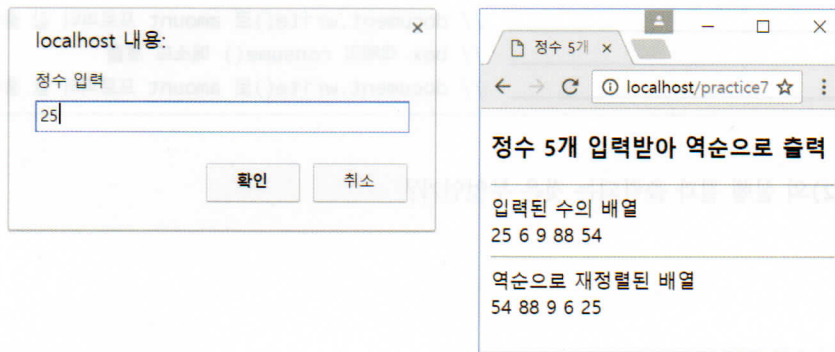 localhost 내용:
정수 입력
25
확인 취소
정수 5개
localhost/practice7
정수 5개 입력받아 역순으로 출력
입력된 수의 배열
25 6 9 88 54
역순으로 재정렬된 배열
54 88 9 6 25